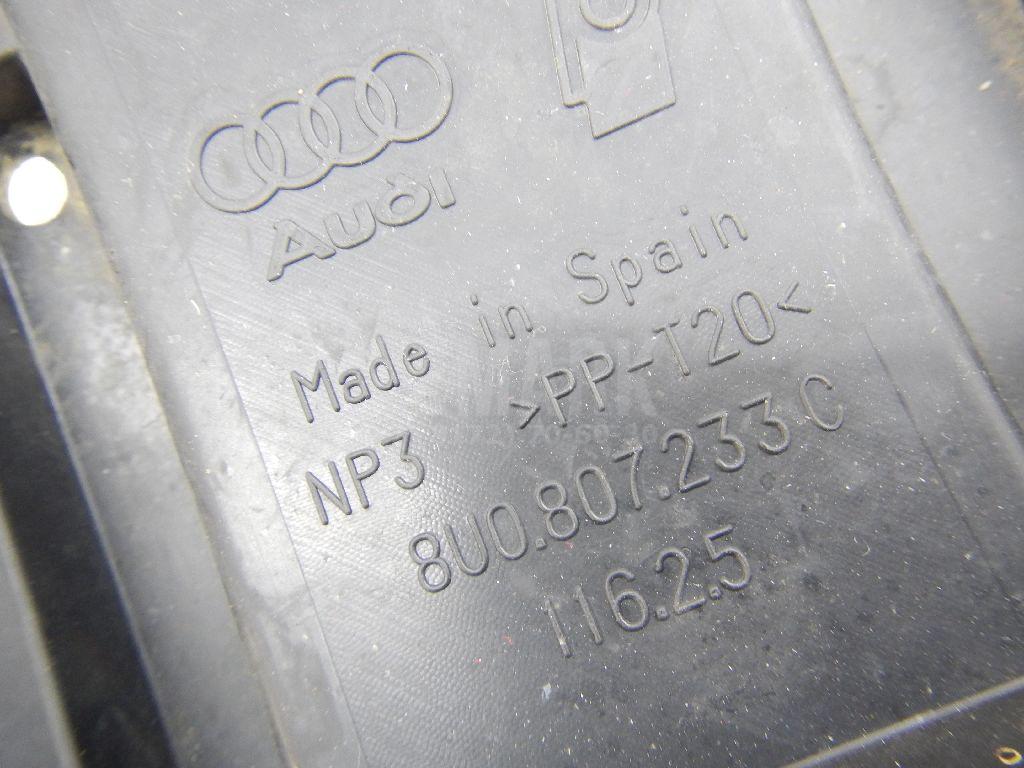 Audi
Made in Spain
NP3 >PP-T20<
8U0.807.233 C
116.2.5